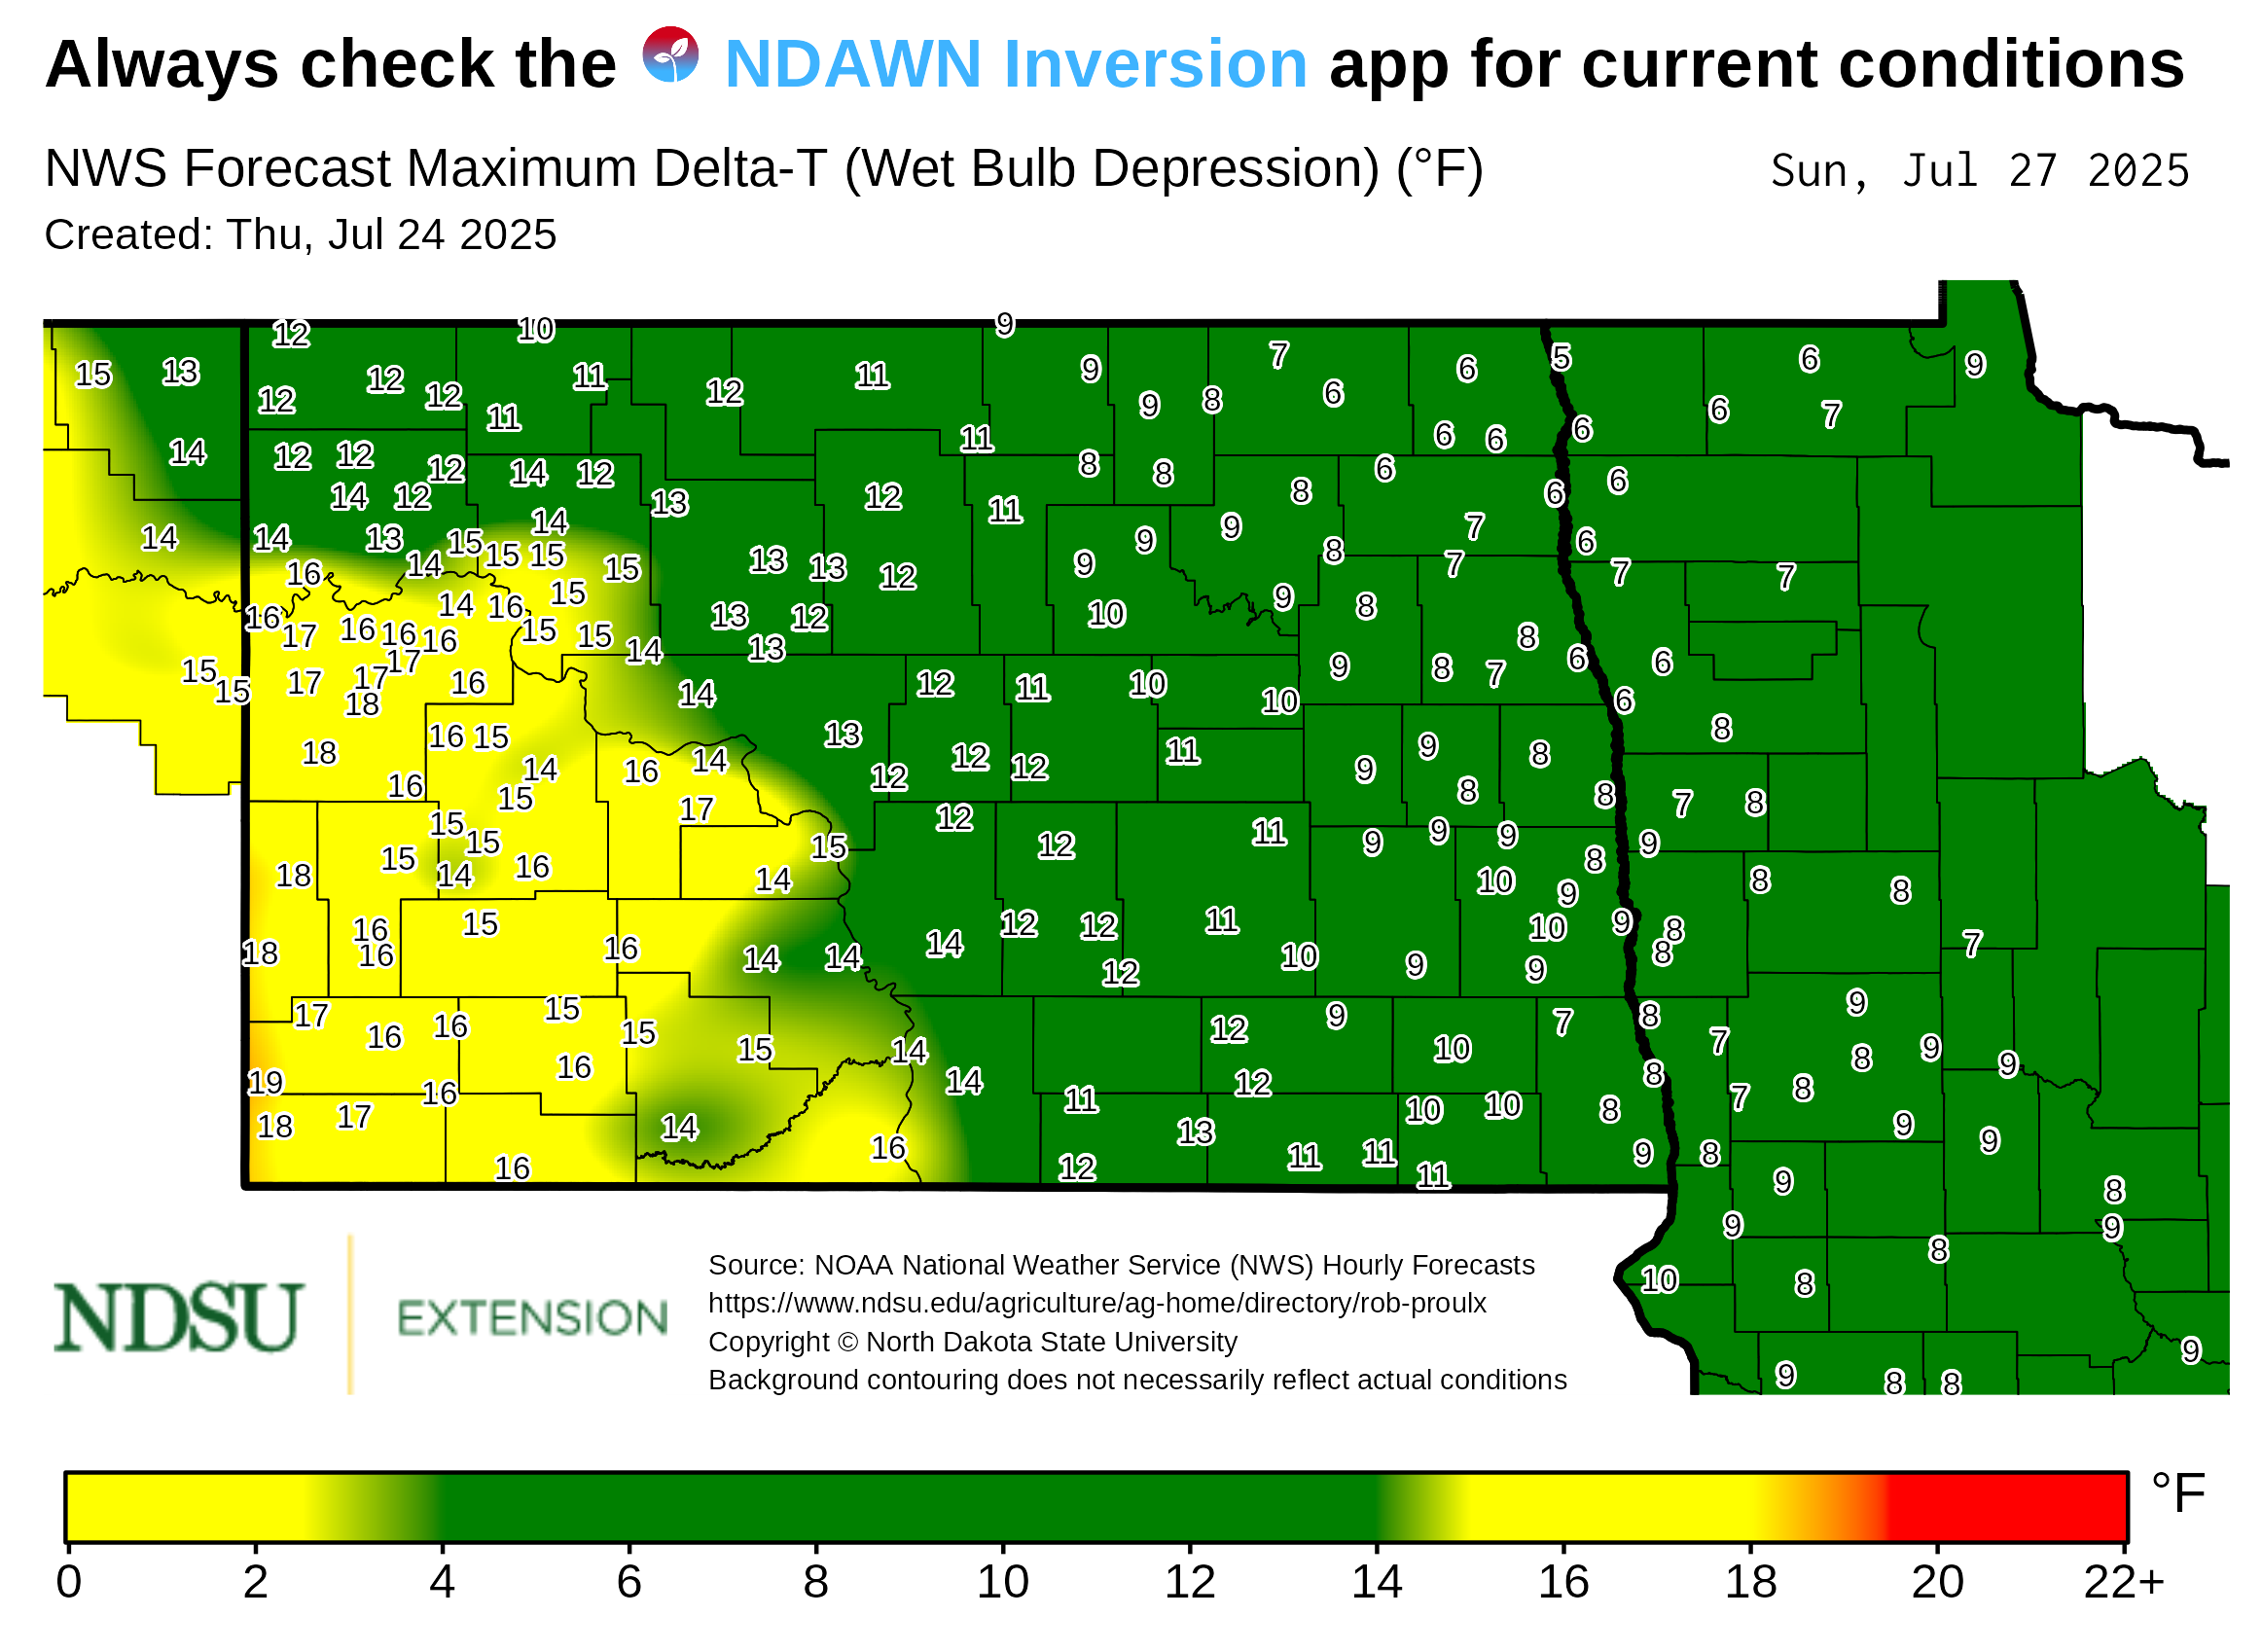 Always check the NDAWN Inversion app for current conditions
NWS Forecast Maximum Delta-T (Wet Bulb Depression) (°F) Sun, Jul 27 2025
Created: Thu, Jul 24 2025
12 10 9
15 13 12 12 12 11 12 11 9 7 6 5 6 9
12 11 9 8 6 6 7
14 12 12 12 14 12 11 8 8 6 6 6 6
14 12 13 12 11 8 6 6
14 14 13 15 14 15 15 9 9 7 6
16 14 15 15 13 13 12 9 8 7 7 7
16 17 16 16 16 14 16 15 15 13 12 10 9 8
15 17 17 14 13 9 8 7 8 6 6
15 17 18 16 14 12 11 10 10 6
18 16 15 14 16 14 13 12 12 12 11 9 9 8 8
16 15 17 12 8 8 7 8
15 15 15 14 16 15 12 11 9 9 9 8 9
18 14 10 9 8 8
16 16 15 16 14 14 14 12 12 11 10 9 8 8 7
18 12 10 9 9
17 16 16 15 15 15 14 12 9 10 7 8 7 9 8 9 9
19 16 16 14 12 8 7 8
18 17 14 11 13 10 10 8 9 9
16 16 12 11 11 11 9 8 9 8
9 9 8
10 8
9 8 8 9
NDSU EXTENSION
Source: NOAA National Weather Service (NWS) Hourly Forecasts
https://www.ndsu.edu/agriculture/ag-home/directory/rob-proulx
Copyright © North Dakota State University
Background contouring does not necessarily reflect actual conditions
°F
0 2 4 6 8 10 12 14 16 18 20 22+